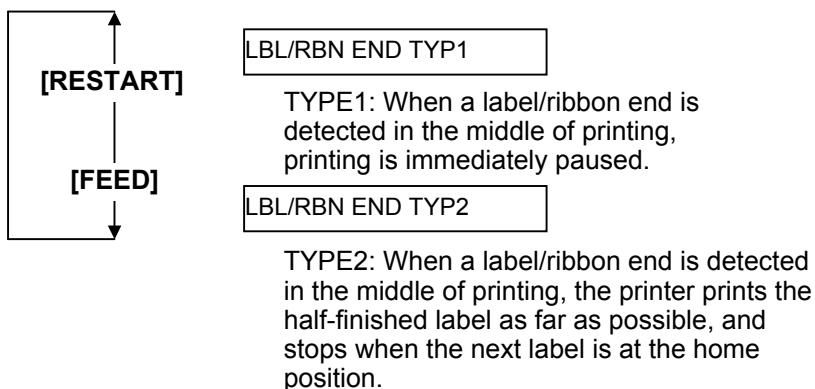 [RESTART]
[FEED]
LBL/RBN END TYP1
TYPE1: When a label/ribbon end is
detected in the middle of printing,
printing is immediately paused.
LBL/RBN END TYP2
TYPE2: When a label/ribbon end is detected
in the middle of printing, the printer prints the
half-finished label as far as possible, and
stops when the next label is at the home
position.